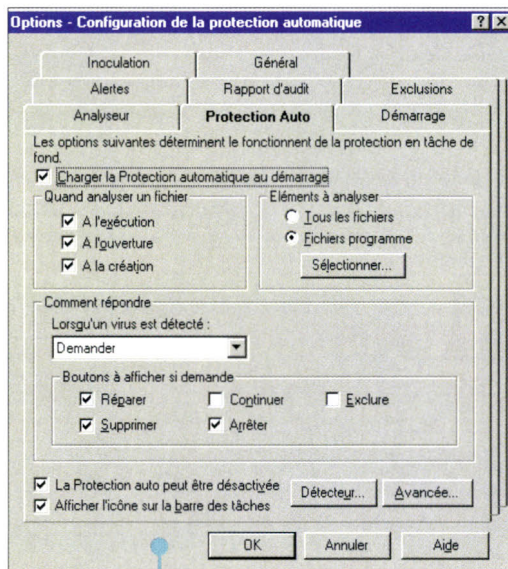 Options - Configuration de la protection automatique
Inoculation
Général
Alertes
Rapport d'audit
Exclusions
Analyseur
Protection Auto
Démarrage
Les options suivantes déterminent le fonctionnent de la protection en tâche de
fond.
Charger la Protection automatique au démarrage
Quand analyser un fichier
A l'exécution
A l'ouverture
A la création
Eléments à analyser
Tous les fichiers
Fichiers programme
Sélectionner...
Comment répondre
Lorsqu'un virus est détecté :
Demander
Boutons à afficher si demande
Réparer
Continuer
Exclure
Supprimer
Arrêter
La Protection auto peut être désactivée
Afficher l'icône sur la barre des tâches
Détecteur...
Avancée...
OK
Annuler
Aide